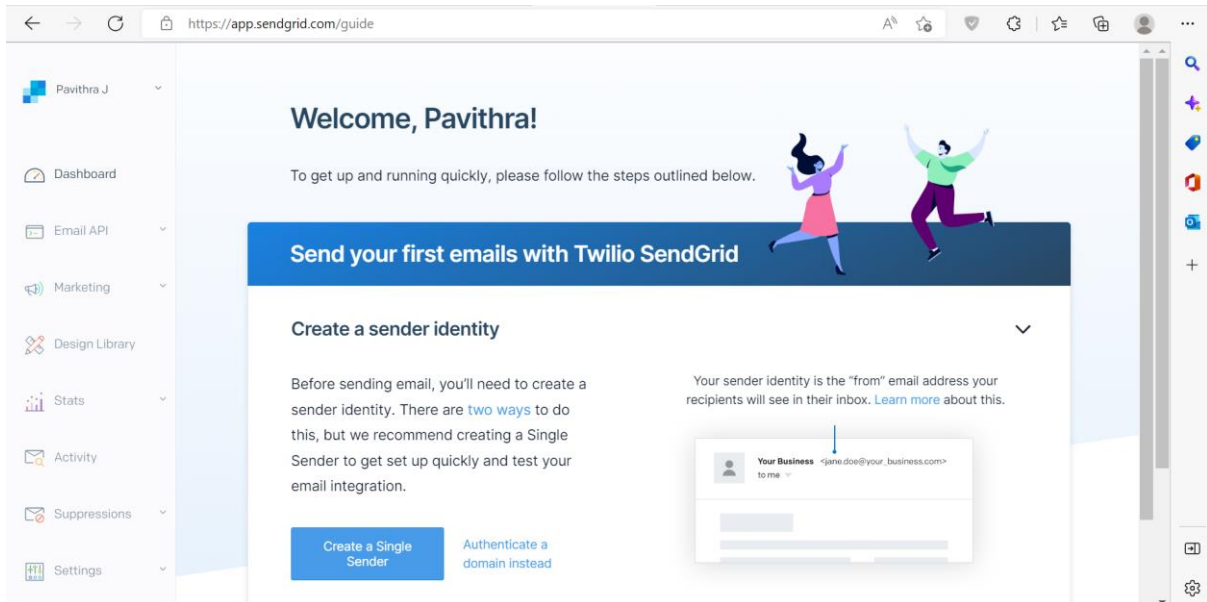 https://app.sendgrid.com/guide
Pavithra J
Dashboard
Email API
Marketing
Design Library
Stats
Activity
Suppressions
Settings
Welcome, Pavithra!
To get up and running quickly, please follow the steps outlined below.
Send your first emails with Twilio SendGrid
Create a sender identity
Before sending email, you'll need to create a
sender identity. There are two ways to do
this, but we recommend creating a Single
Sender to get set up quickly and test your
email integration.
Create a Single
Sender
Authenticate a
domain instead
Your sender identity is the “from” email address your
recipients will see in their inbox. Learn more about this.
Your Business <jane.doe@your_business.com>
to me